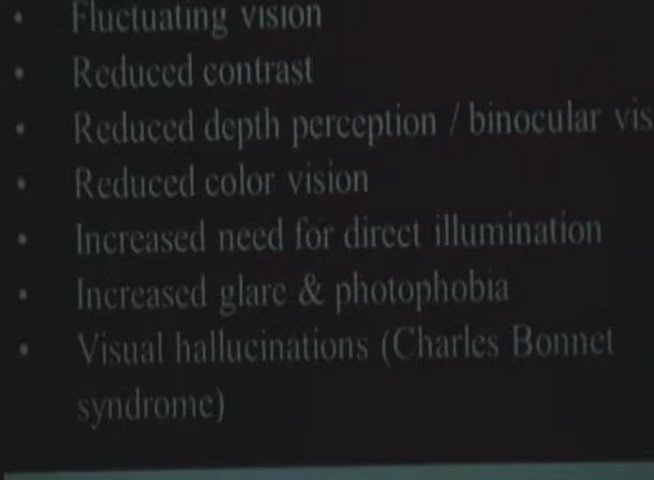 • Fluctuating vision
• Reduced contrast
• Reduced depth perception / binocular vis
• Reduced color vision
• Increased need for direct illumination
• Increased glare & photophobia
• Visual hallucinations (Charles Bonnet
syndrome)